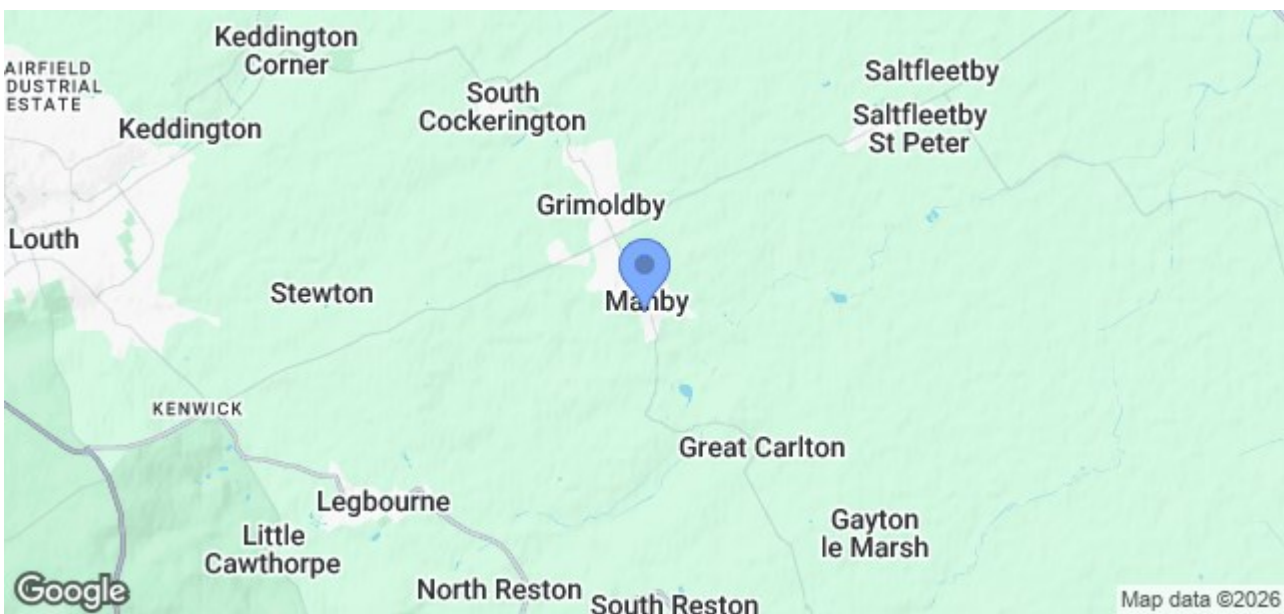 Keddington
Corner
AIRFIELD
DUSTRIAL
ESTATE
Saltfleetby
South
Cockerington
Saltfleetby
St Peter
Keddington
Grimoldby
Louth
Stewton
Manby
KENWICK
Great Carlton
Legbourne
Gayton
le Marsh
Little
Cawthorpe
North Reston
South Reston
Google
Map data ©2026